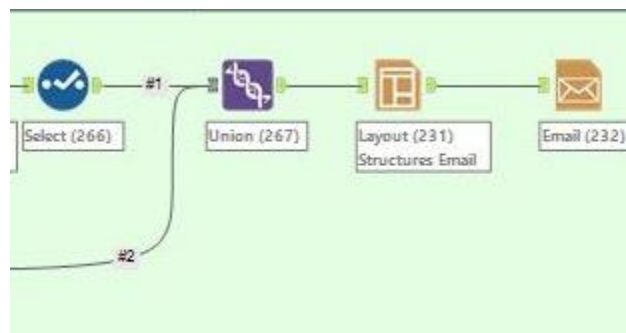 #1
Select (266)
Union (267)
Layout (231)
Structures Email
Email (232)
#2